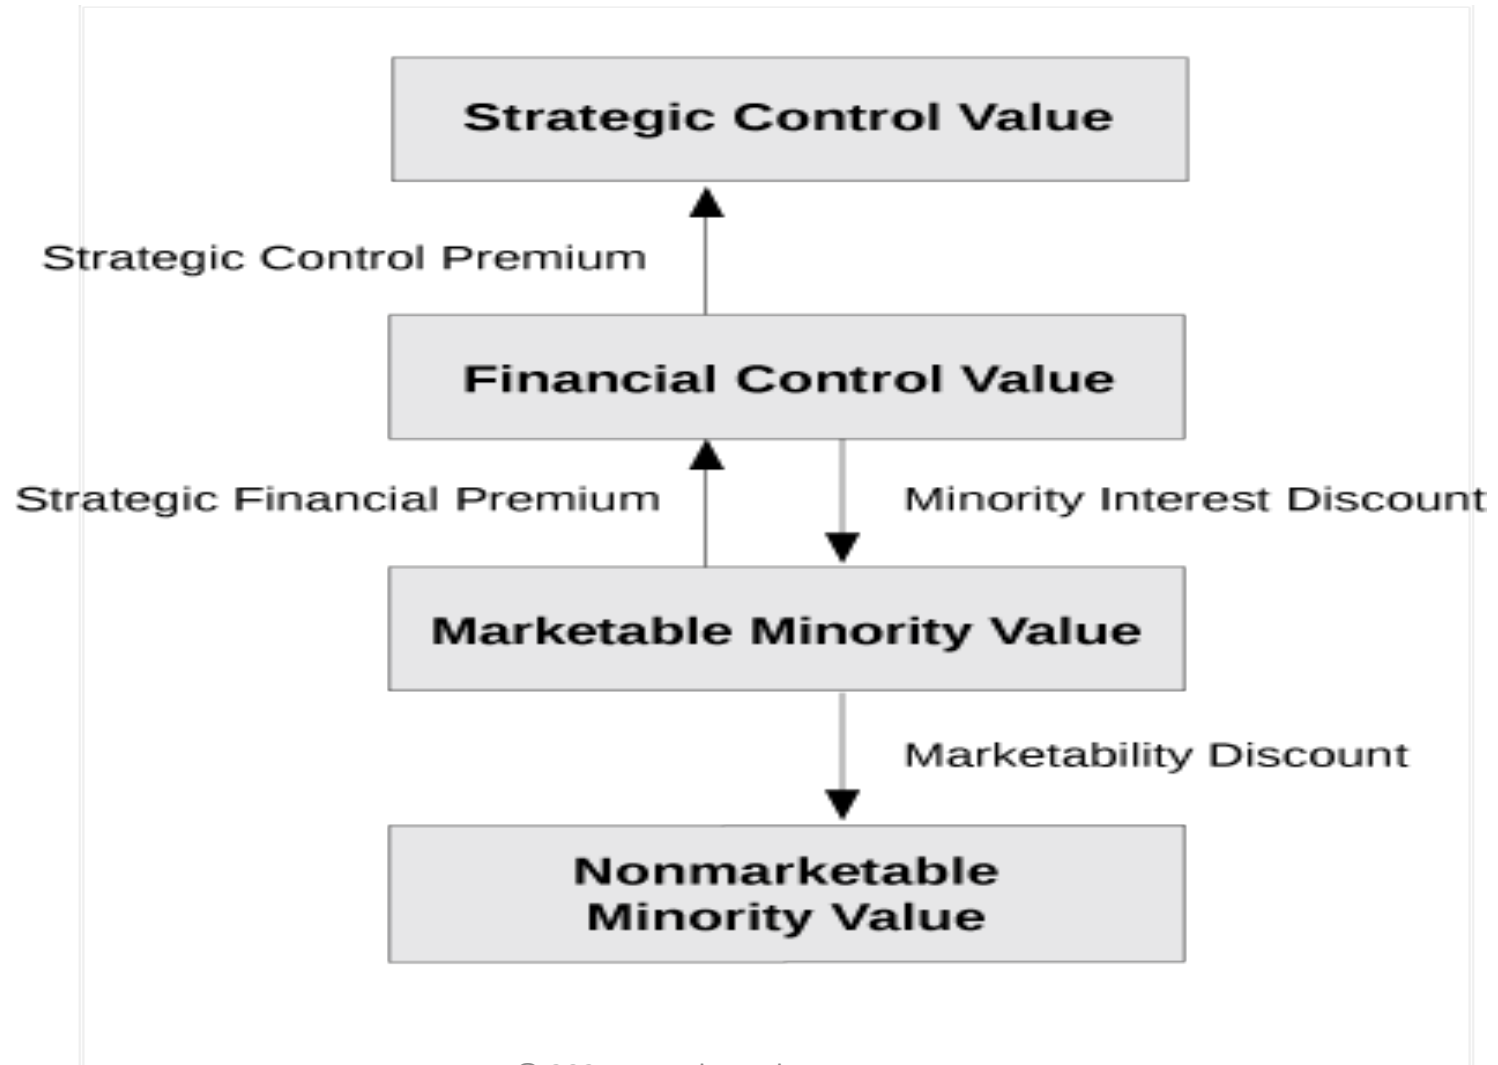 Strategic Control Value
Strategic Control Premium
Financial Control Value
Strategic Financial Premium
Minority Interest Discount
Marketable Minority Value
Marketability Discount
Nonmarketable
Minority Value